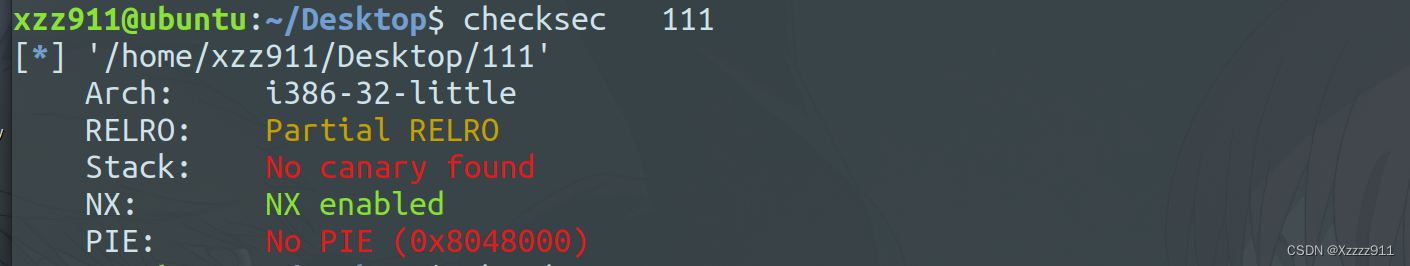 xzz911@ubuntu:~/Desktop$ checksec 111
[*] '/home/xzz911/Desktop/111'
Arch: i386-32-little
RELRO: Partial RELRO
Stack: No canary found
NX: NX enabled
PIE: No PIE (0x8048000)
CSDN @Xzzzz911